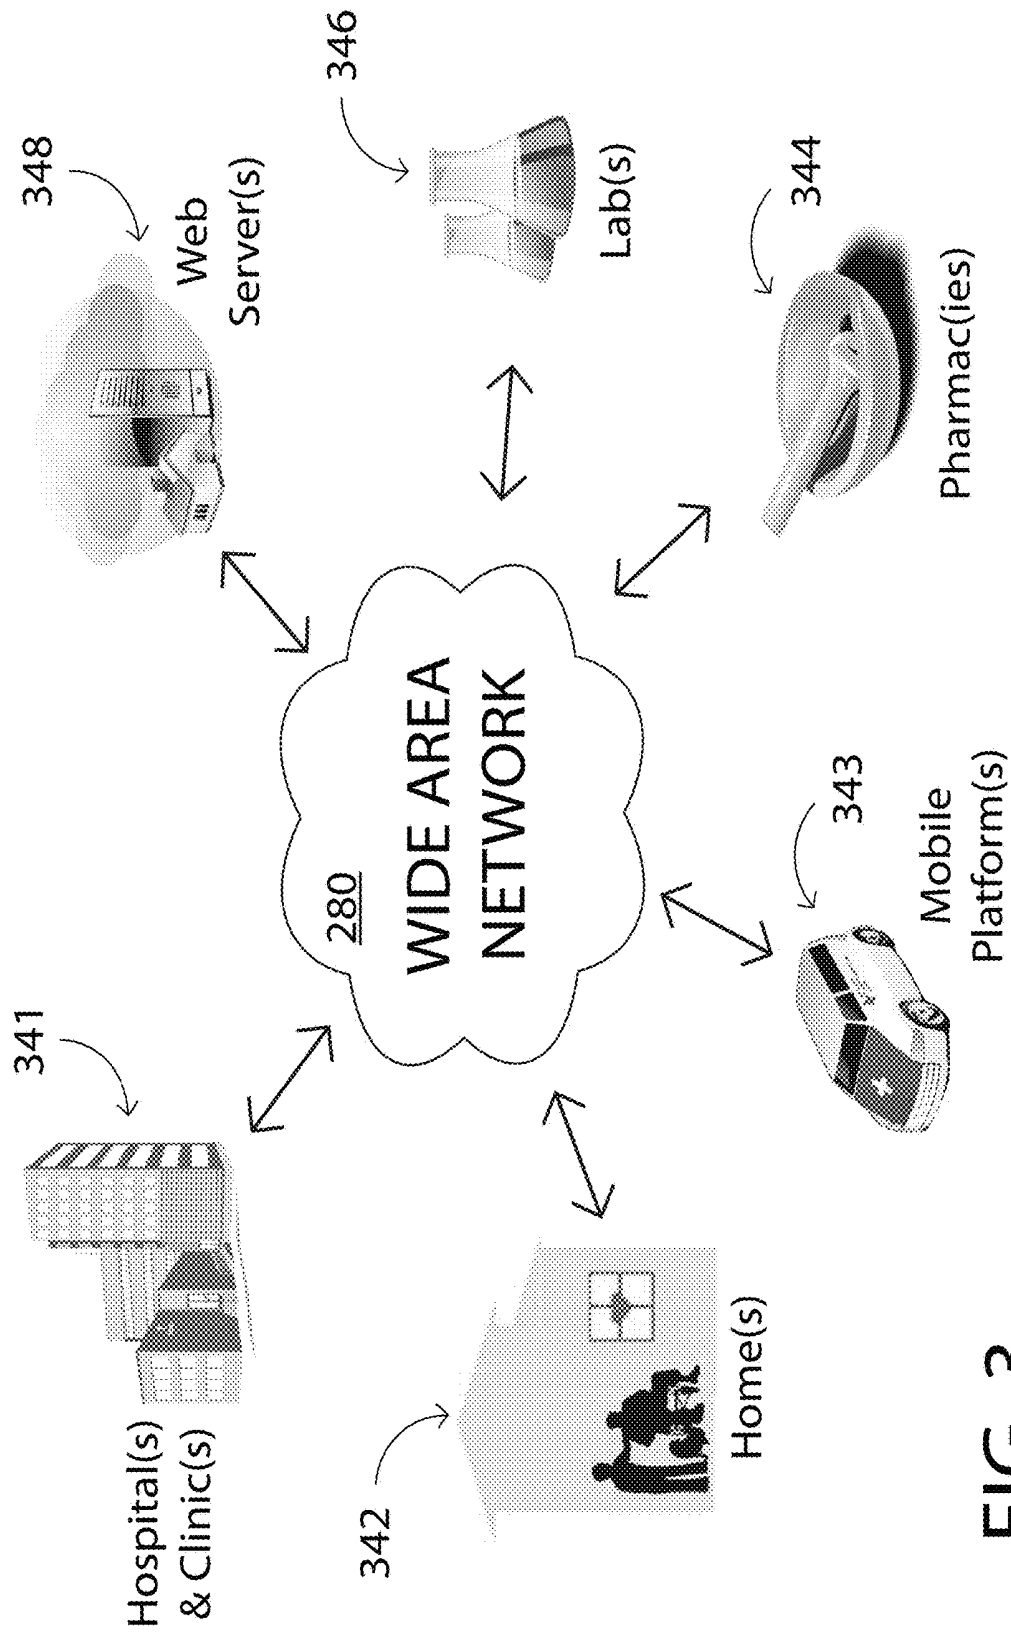 341
348
Hospital(s)
& Clinic(s)
Web
Server(s)
346
280
342
WIDE AREA
NETWORK
Lab(s)
Home(s)
344
343
Pharmac(ies)
Mobile
Platform(s)
FIG. 3